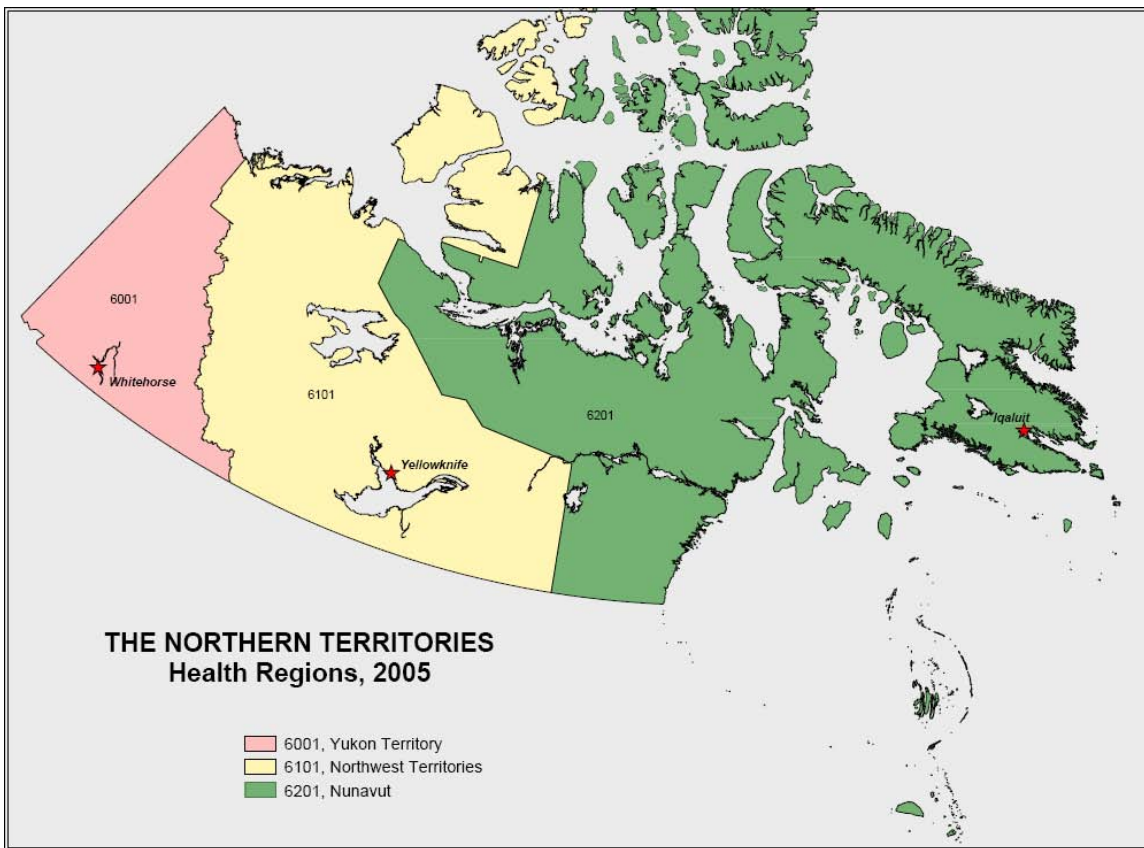 6001
Whitehorse
6101
6201
Iqaluit
Yellowknife
THE NORTHERN TERRITORIES
Health Regions, 2005
6001, Yukon Territory
6101, Northwest Territories
6201, Nunavut